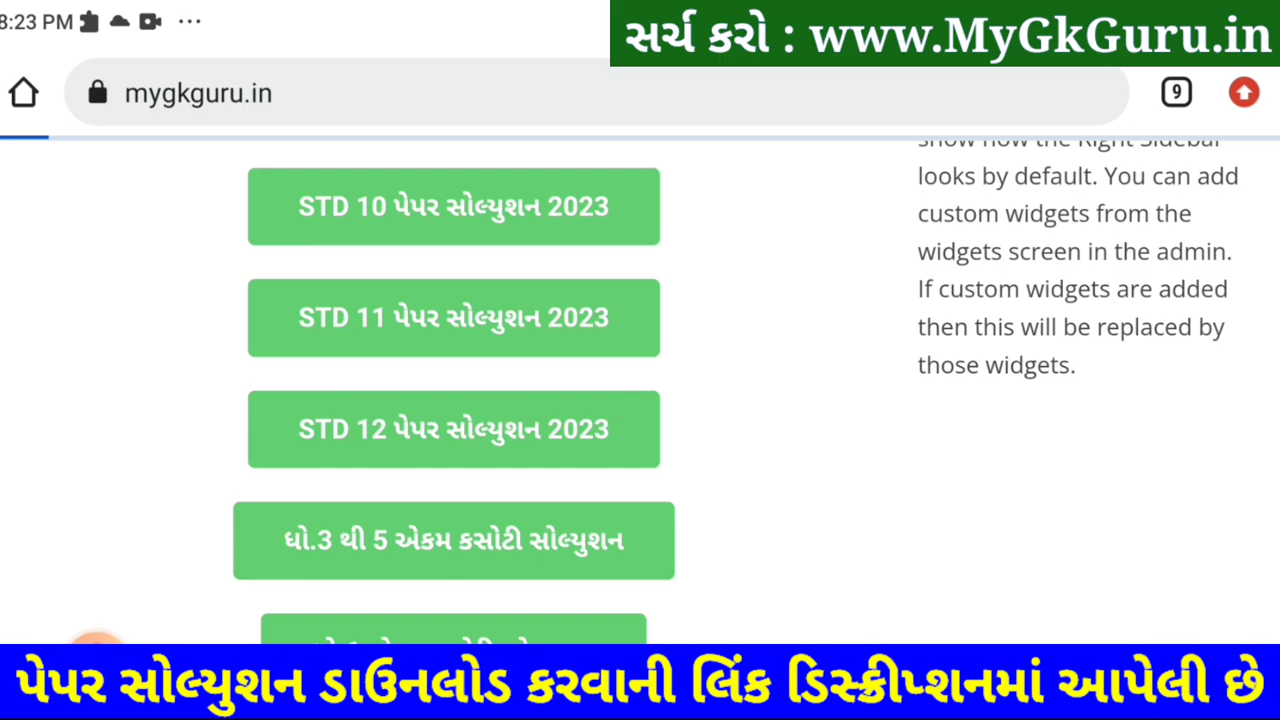 8:23 PM
સર્ચ કરો : www.MyGkGuru.in
mygkguru.in
9
STD 10 પેપર સોલ્યુશન 2023
STD 11 પેપર સોલ્યુશન 2023
STD 12 પેપર સોલ્યુશન 2023
ધો.3 થી 5 એકમ કસોટી સોલ્યુશન
show how the Right Sidebar
looks by default. You can add
custom widgets from the
widgets screen in the admin.
If custom widgets are added
then this will be replaced by
those widgets.
પેપર સોલ્યુશન ડાઉનલોડ કરવાની લિંક ડિસ્ક્રીપ્શનમાં આપેલી છે